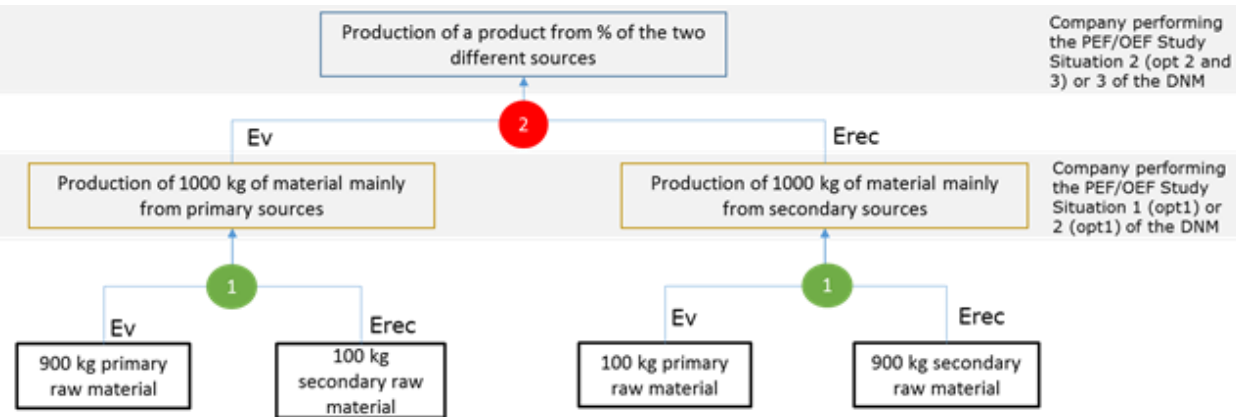 Production of a product from % of the two
different sources
Company performing
the PEF/OEF Study
Situation 2 (opt 2 and
3) or 3 of the DNM
2
Ev
Erec
Production of 1000 kg of material mainly
from primary sources
Production of 1000 kg of material mainly
from secondary sources
Company performing
the PEF/OEF Study
Situation 1 (opt1) or
2 (opt1) of the DNM
1
1
Ev
Erec
Ev
Erec
900 kg primary
raw material
100 kg
secondary raw
material
100 kg primary
raw material
900 kg secondary
raw material